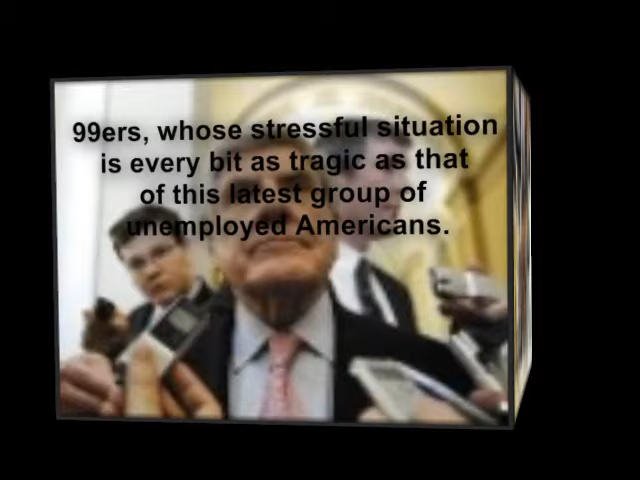 99ers, whose stressful situation
is every bit as tragic as that
of this latest group of
unemployed Americans.